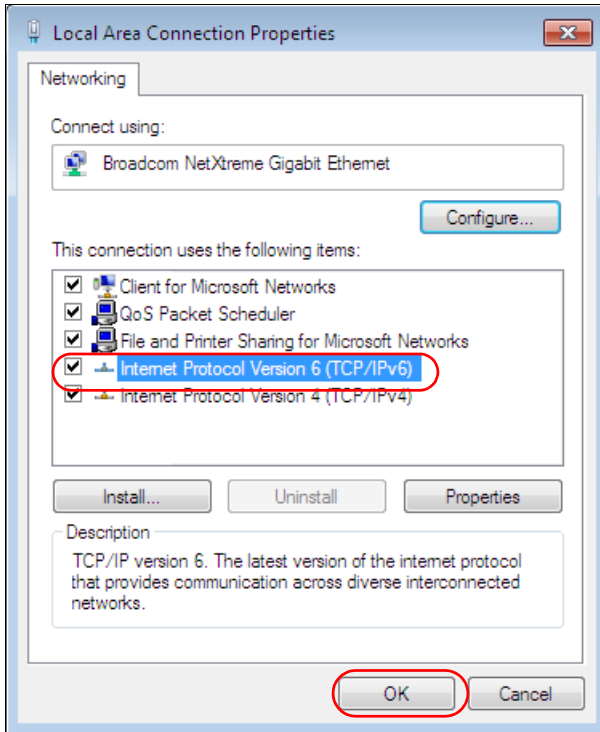 Local Area Connection Properties
Networking
Connect using:
Broadcom NetXtreme Gigabit Ethernet
Configure...
This connection uses the following items:
Client for Microsoft Networks
QoS Packet Scheduler
File and Printer Sharing for Microsoft Networks
Internet Protocol Version 6 (TCP/IPv6)
Internet Protocol Version 4 (TCP/IPv4)
Install... Uninstall Properties
Description
TCP/IP version 6. The latest version of the internet protocol
that provides communication across diverse interconnected
networks.
OK Cancel